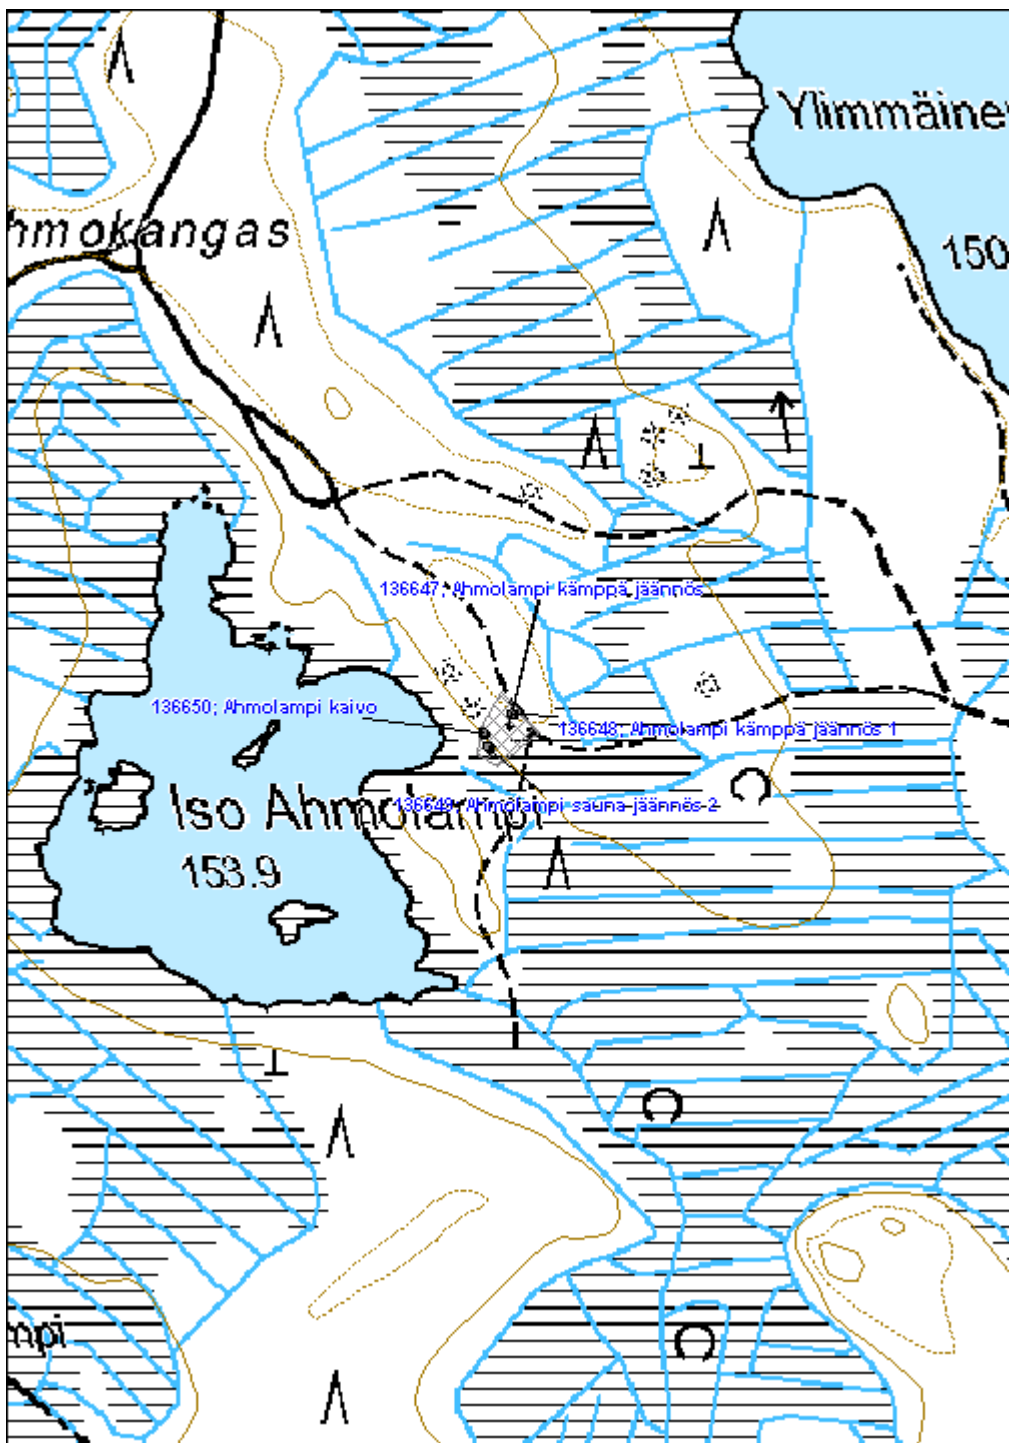 Ylimmäine
hmokangas
150
136647; Ahmolampi kämppä jäännös
136650; Ahmolampi kaivo
136648; Ahmolampi kämppä jäännös 1
136649; Ahmolampi sauna jäännös 2
Iso Ahmolampi
153.9
mpi